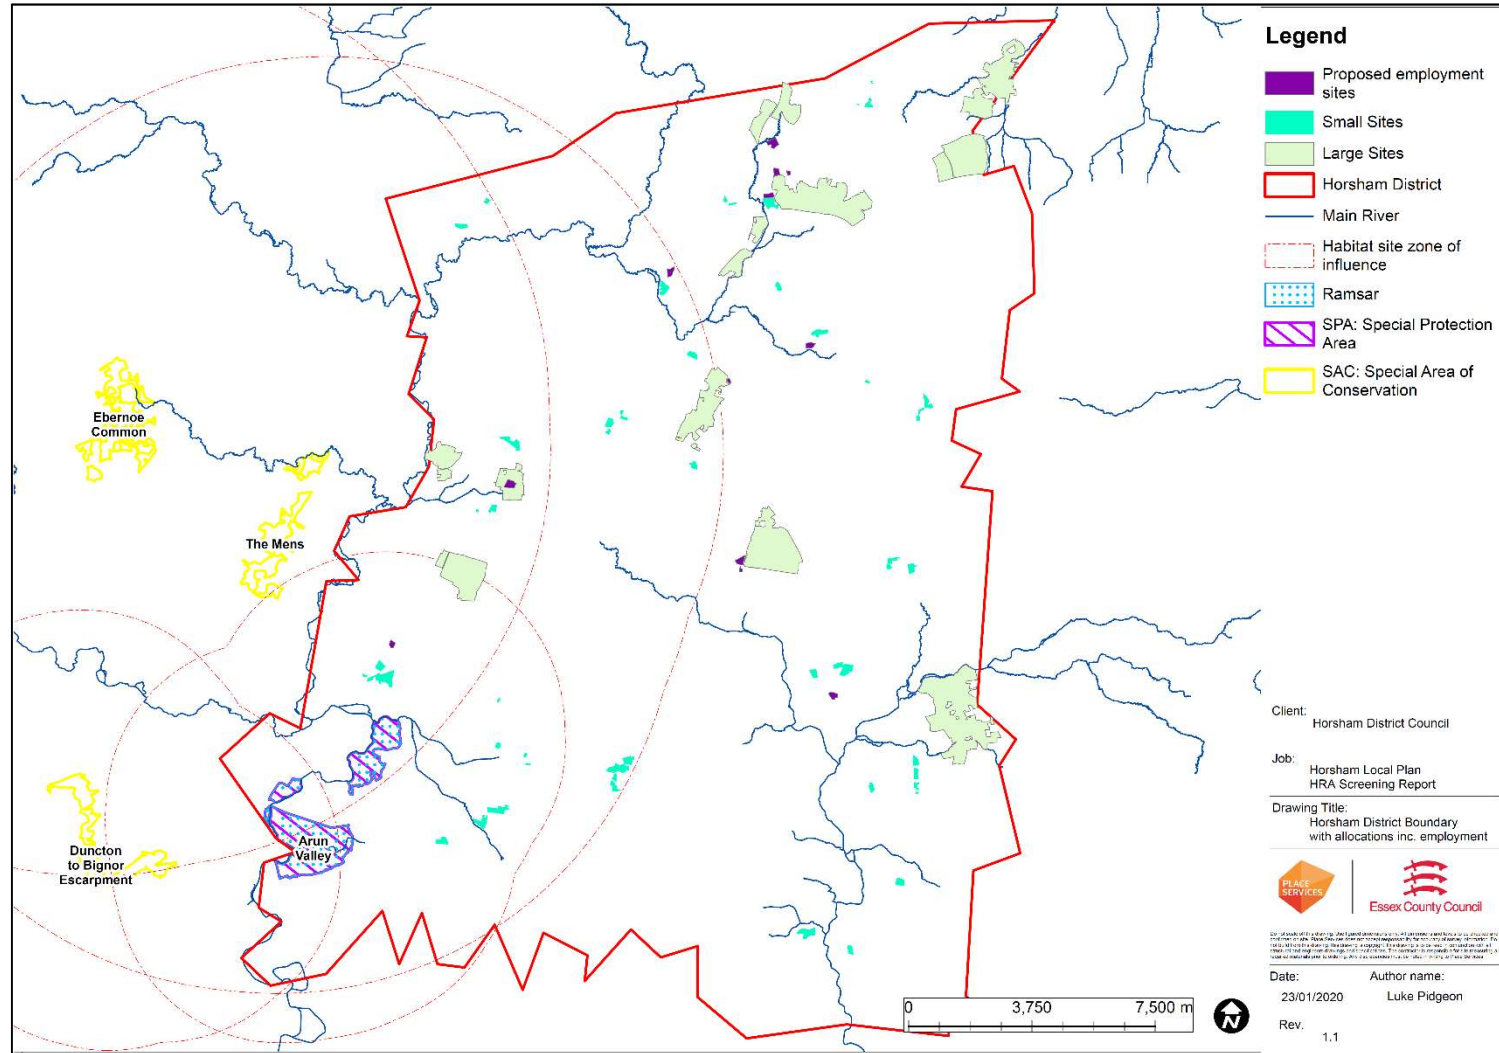 Legend
Proposed employment
sites
Small Sites
Large Sites
Horsham District
Main River
Habitat site zone of
influence
Ramsar
SPA: Special Protection
Area
SAC: Special Area of
Conservation
Ebernoe
Common
The Mens
Duncton
to Bignor
Escarpment
Arun
Valley
0 3,750 7,500 m
N
Client:
Horsham District Council
Job:
Horsham Local Plan
HRA Screening Report
Drawing Title:
Horsham District Boundary
with allocations inc. employment
PLACE
SERVICES
Essex County Council
Date:
23/01/2020
Author name:
Luke Pidgeon
Rev.
1.1